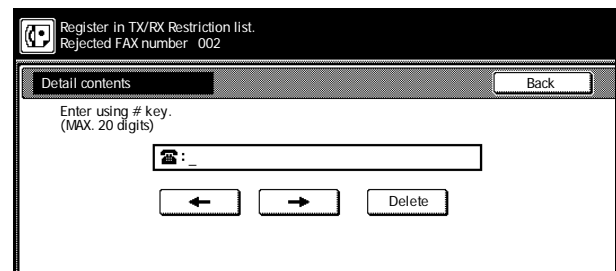 Register in TX/RX Restriction list.
Rejected FAX number 002
Detail contents
Back
Enter using # key.
(MAX. 20 digits)
☎:_
← → Delete